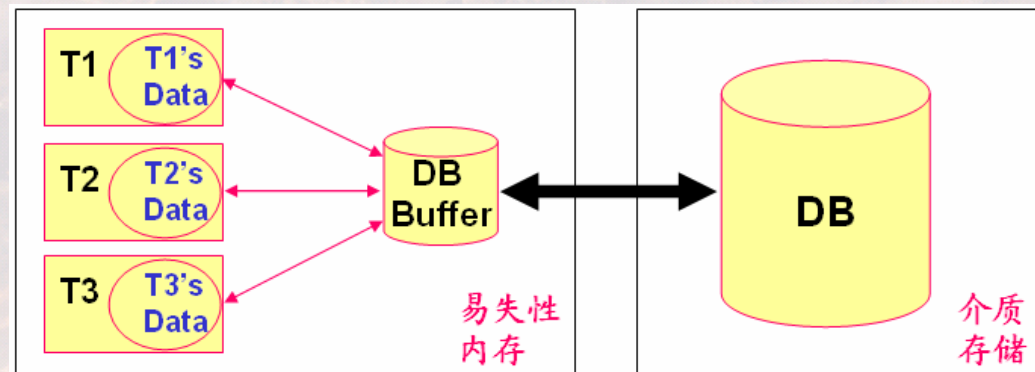 T1
T1's
Data
T2
T2's
Data
T3
T3's
Data
DB
Buffer
易失性
内存
DB
介质
存储